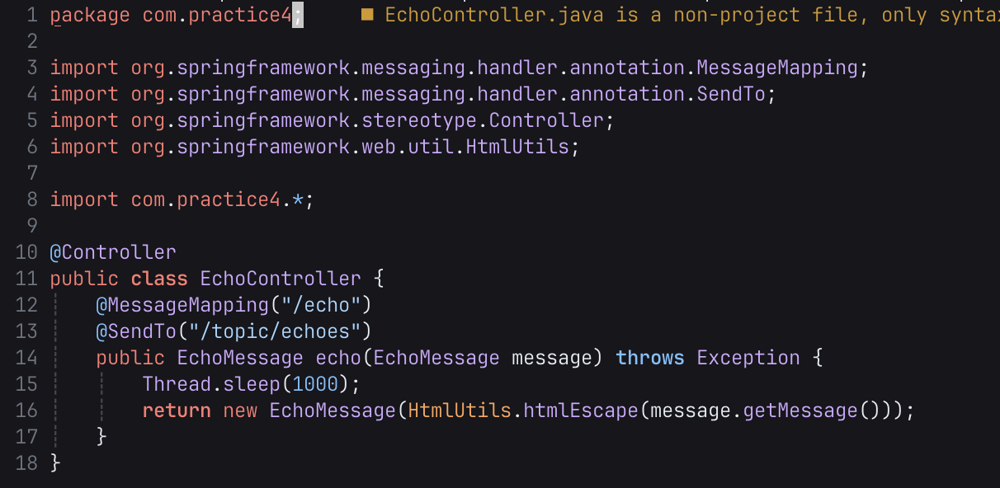 1 package com.practice4; ■ EchoController.java is a non-project file, only synta
2
3 import org.springframework.messaging.handler.annotation.MessageMapping;
4 import org.springframework.messaging.handler.annotation.SendTo;
5 import org.springframework.stereotype.Controller;
6 import org.springframework.web.util.HtmlUtils;
7
8 import com.practice4.*;
9
10 @Controller
11 public class EchoController {
12     @MessageMapping("/echo")
13     @SendTo("/topic/echoes")
14     public EchoMessage echo(EchoMessage message) throws Exception {
15         Thread.sleep(1000);
16         return new EchoMessage(HtmlUtils.htmlEscape(message.getMessage()));
17     }
18 }